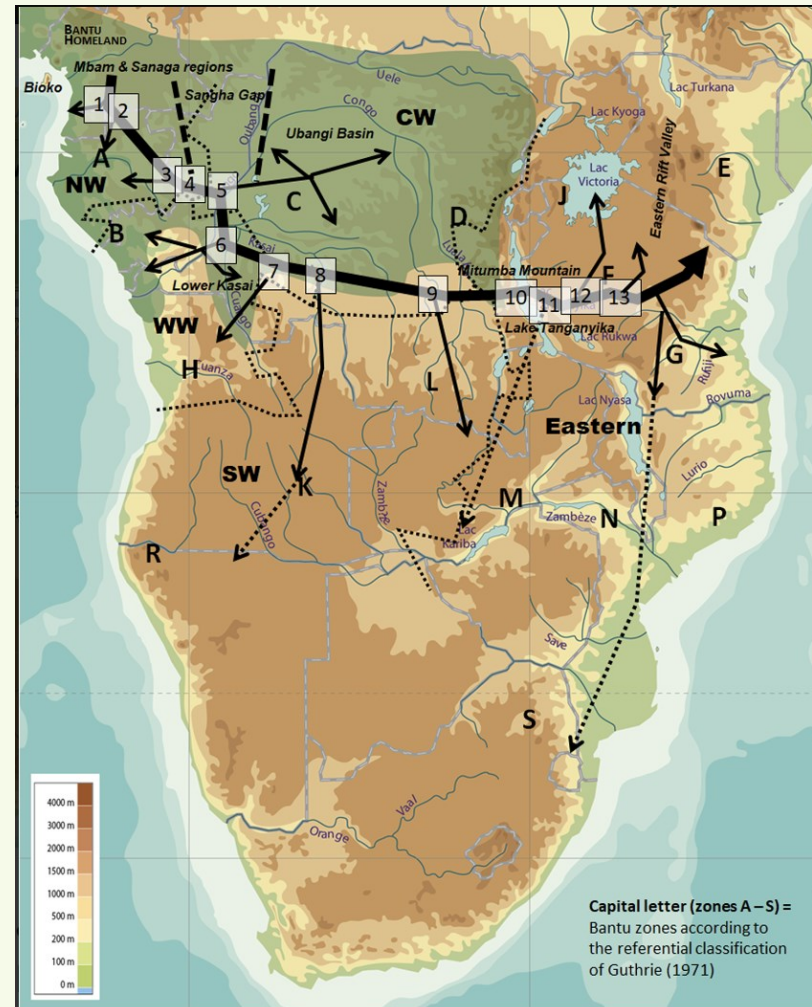 BANTU
HOMELAND
Mbam & Sanaga regions
Bioko
Sangha Gap
Uele
Lac Turkana
1
2
Oubangui
Congo
CW
Lac Kyoga
Ubangi Basin
Eastern Rift Valley
A
E
3
4
5
NW
C
J
Lac
Victoria
B
D
6
Kasai
Lualaba
7
8
Mitumba Mountain
F
9
10
11
12
13
Lower Kasai
Cuango
Lake Tanganyika
WW
Lac Rukwa
G
H
Cuanza
L
Rufiji
Lac Nyasa
Rovuma
Eastern
SW
K
Zambèze
M
Lurio
Cubango
N
P
Zambèze
Lac
Kariba
R
Save
S
Vaal
Orange
4000 m
3000 m
2000 m
1500 m
1000 m
500 m
200 m
100 m
0 m
Capital letter (zones A – S) =
Bantu zones according to
the referential classification
of Guthrie (1971)